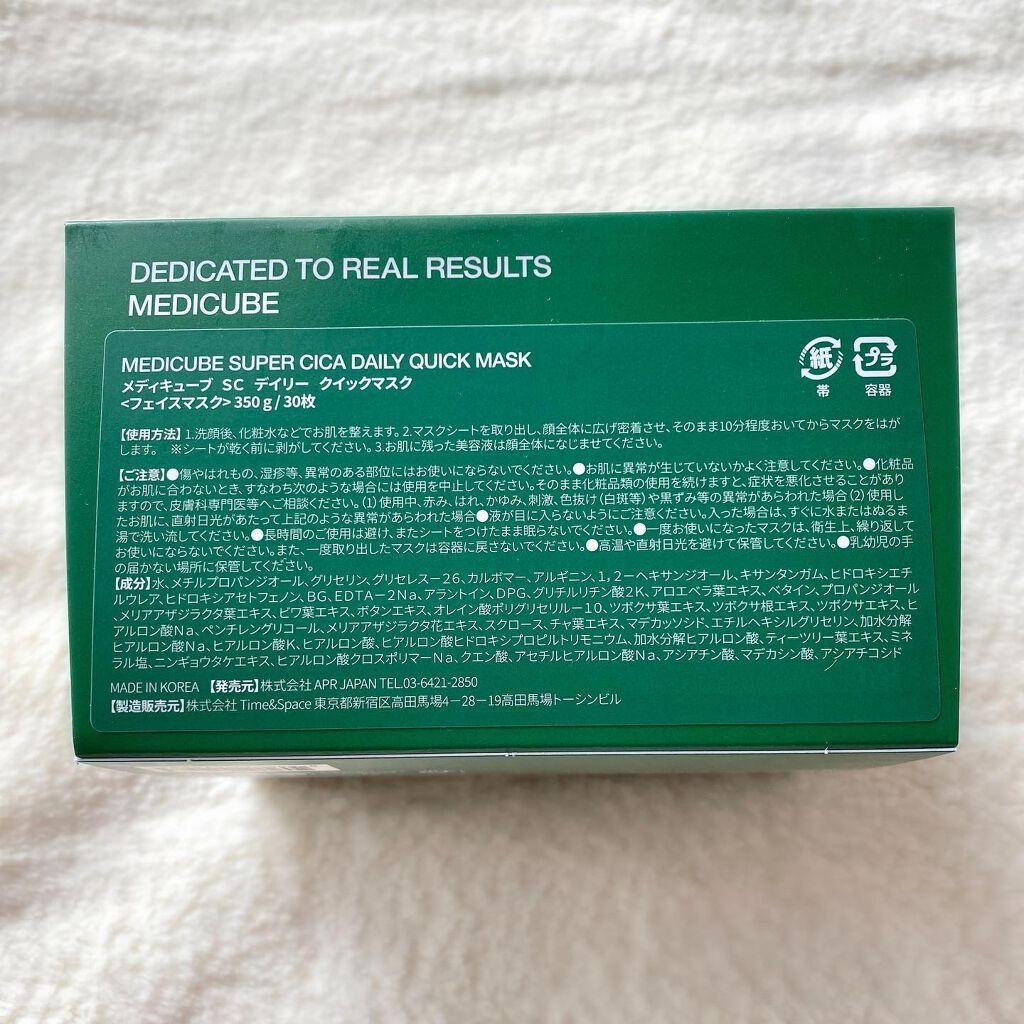 DEDICATED TO REAL RESULTS
MEDICUBE
MEDICUBE SUPER CICA DAILY QUICK MASK
メディキューブ SC デイリー クイックマスク
<フェイスマスク> 350ｇ/ 30枚
紙
帯
プラ
容器
【使用方法】1.洗顔後、化粧水などでお肌を整えます。2.マスクシートを取り出し、顔全体に広げ密着させ、そのまま10分程度おいてからマスクをはが
します。 ※シートが乾く前に剥がしてください。3.お肌に残った美容液は顔全体になじませてください。
【ご注意】●傷やはれもの、湿疹等、異常のある部位にはお使いにならないでください。●お肌に異常が生じていないかよく注意してください。●化粧品
がお肌に合わないとき、すなわち次のような場合には使用を中止してください。そのまま化粧品類の使用を続けますと、症状を悪化させることがあり
ますので、皮膚科専門医等へご相談ください。(1)使用中、赤み、はれ、かゆみ、刺激、色抜け(白斑等)や黒ずみ等の異常があらわれた場合(2)使用し
たお肌に、直射日光があたって上記のような異常があらわれた場合●液が目に入らないようにご注意ください。入った場合は、すぐに水またはぬるま
湯で洗い流してください。●長時間のご使用は避け、またシートをつけたまま眠らないでください。●一度お使いになったマスクは、衛生上、繰り返して
お使いにならないでください。また、一度取り出したマスクは容器に戻さないでください。●高温や直射日光を避けて保管してください。●乳幼児の手
の届かない場所に保管してください。
【成分】水、メチルプロパンジオール、グリセリン、グリセレス－26、カルボマー、アルギニン、1,2－ヘキサンジオール、キサンタンガム、ヒドロキシエチ
ルウレア、ヒドロキシアセトフェノン、BG、EDTA－2Na、アラントイン、DPG、グリチルリチン酸2K、アロエベラ葉エキス、ベタイン、プロパンジオール
、メリアアザジラクタ葉エキス、ビワ葉エキス、ボタンエキス、オレイン酸ポリグリセリル－10、ツボクサ葉エキス、ツボクサ根エキス、ツボクサエキス、ヒ
アルロン酸Na、ペンチレングリコール、メリアアザジラクタ花エキス、スクロース、チャ葉エキス、マデカッソシド、エチルヘキシルグリセリン、加水分解
ヒアルロン酸Na、ヒアルロン酸K、ヒアルロン酸、ヒアルロン酸ヒドロキシプロピルトリモニウム、加水分解ヒアルロン酸、ティーツリー葉エキス、ミネ
ラル塩、ニンギョウタケエキス、ヒアルロン酸クロスポリマーNa、クエン酸、アセチルヒアルロン酸Na、アシアチン酸、マデカシン酸、アシアチコシド
MADE IN KOREA 【発売元】株式会社 APR JAPAN TEL.03-6421-2850
【製造販売元】株式会社 Time&Space 東京都新宿区高田馬場4－28－19高田馬場トーシンビル